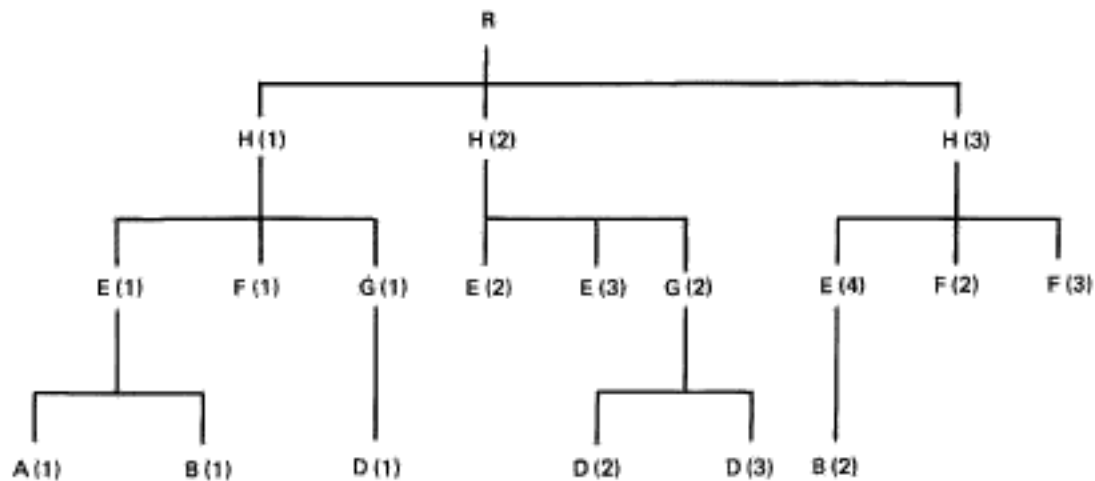 R
H (1) H (2) H (3)
E (1) F (1) G (1) E (2) E (3) G (2) E (4) F (2) F (3)
A (1) B (1) D (1) D (2) D (3) B (2)